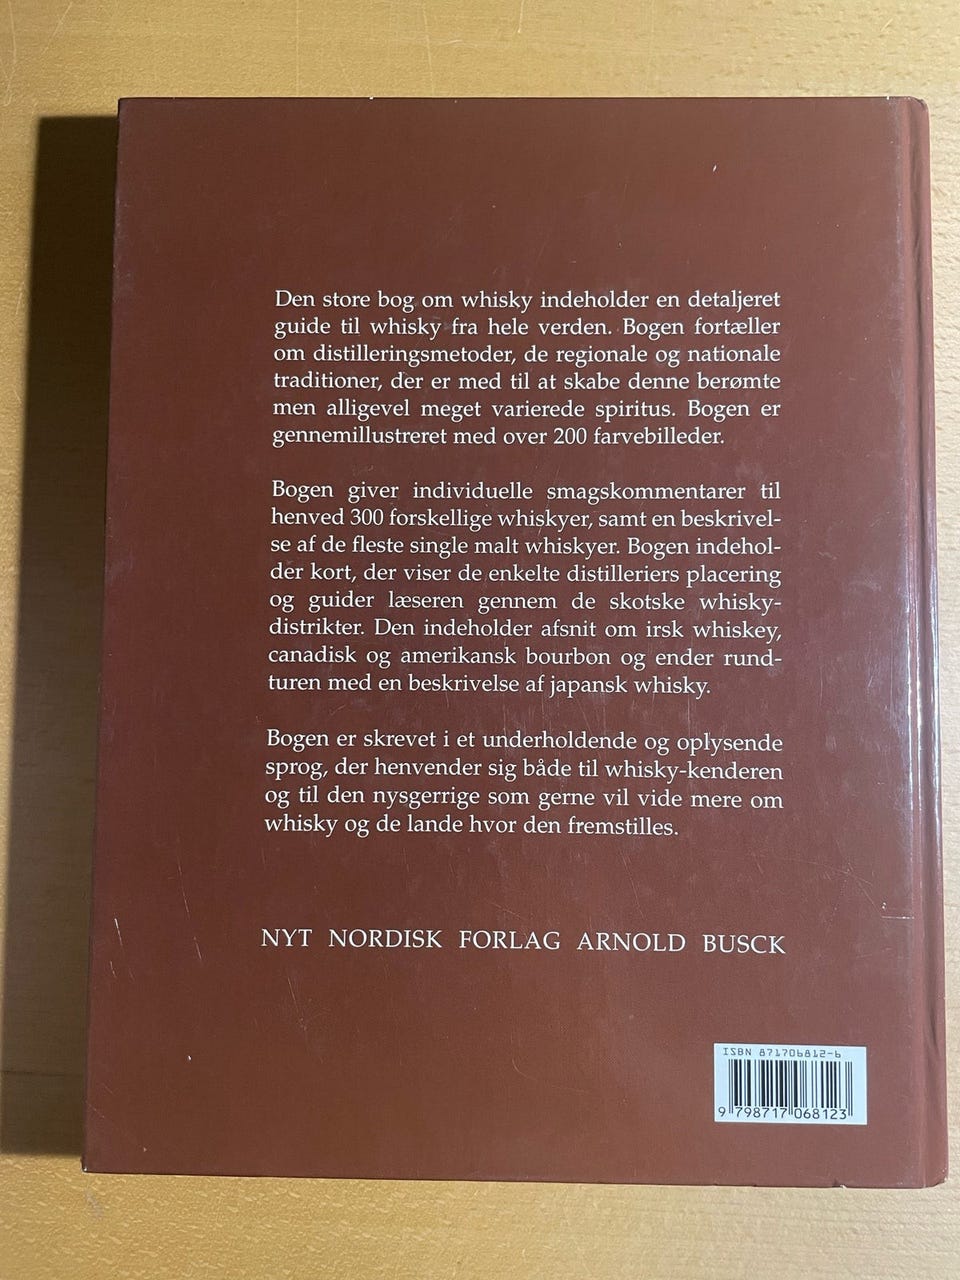 Den store bog om whisky indeholder en detaljeret
guide til whisky fra hele verden. Bogen fortæller
om distilleringsmetoder, de regionale og nationale
traditioner, der er med til at skabe denne berømte
men alligevel meget varierede spiritus. Bogen er
gennemillustreret med over 200 farvebilleder.
Bogen giver individuelle smagskommentarer til
henved 300 forskellige whiskyer, samt en beskrivel-
se af de fleste single malt whiskyer. Bogen indehol-
der kort, der viser de enkelte distilleriers placering
og guider læseren gennem de skotske whisky-
distrikter. Den indeholder afsnit om irsk whiskey,
canadisk og amerikansk bourbon og ender rund-
turen med en beskrivelse af japansk whisky.
Bogen er skrevet i et underholdende og oplysende
sprog, der henvender sig både til whisky-kenderen
og til den nysgerrige som gerne vil vide mere om
whisky og de lande hvor den fremstilles.
NYT NORDISK FORLAG ARNOLD BUSCK
ISBN 871706812-6
9 798717 068123